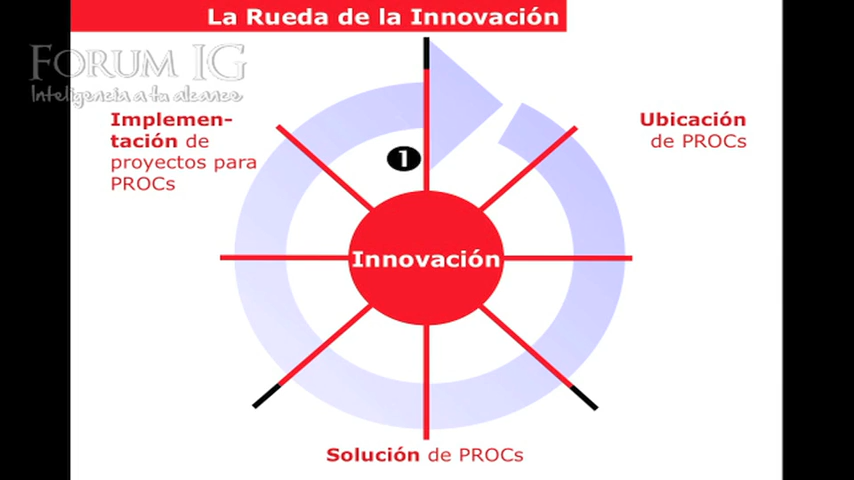 La Rueda de la Innovación
FORUM IG
Inteligencia a tu alcance
Implemen-
tación de
proyectos para
PROCs
Ubicación
de PROCs
1
Innovación
Solución de PROCs